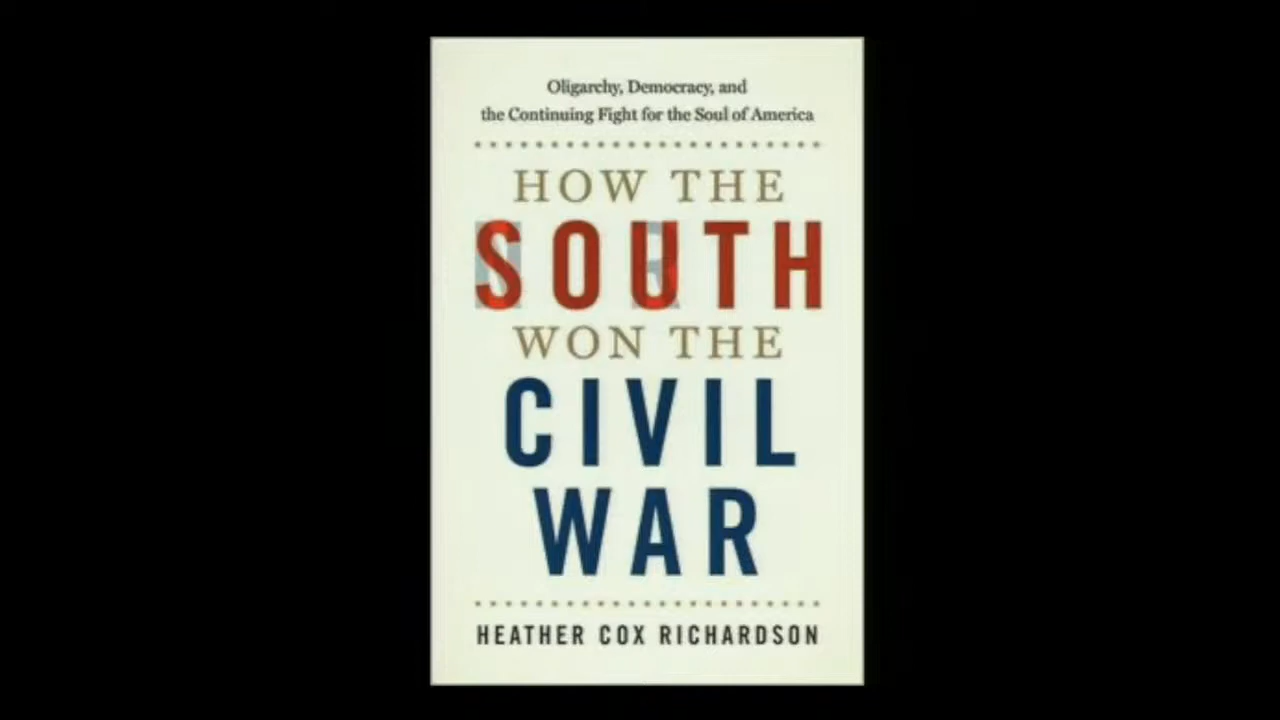 Oligarchy, Democracy, and
the Continuing Fight for the Soul of America
HOW THE
SOUTH
WON THE
CIVIL
WAR
HEATHER COX RICHARDSON